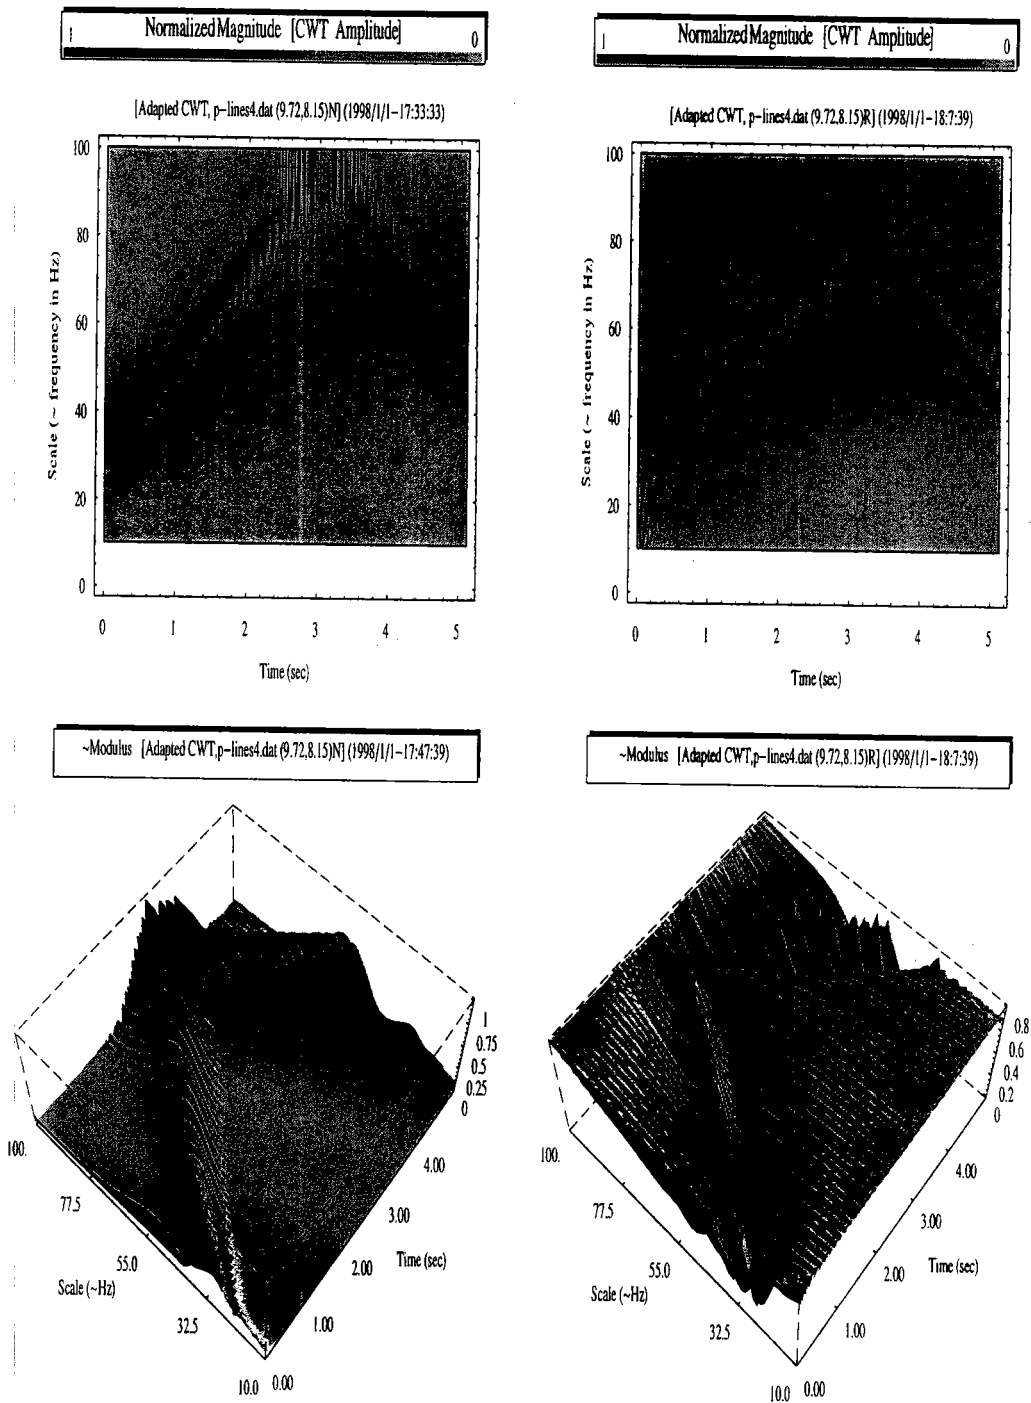 1 Normalized Magnitude [CWT Amplitude] 0
[Adapted CWT, p-lines4.dat (9.72,8.15)N] (1998/1/1-17:33:33)
100
80
60
40
20
0
Scale (~ frequency in Hz)
0 1 2 3 4 5
Time (sec)
1 Normalized Magnitude [CWT Amplitude] 0
[Adapted CWT, p-lines4.dat (9.72,8.15)R] (1998/1/1-18:7:39)
100
80
60
40
20
0
Scale (~ frequency in Hz)
0 1 2 3 4 5
Time (sec)
~Modulus [Adapted CWT,p-lines4.dat (9.72,8.15)N] (1998/1/1-17:47:39)
1
0.75
0.5
0.25
0
100.
77.5
55.0
32.5
10.0
Scale (~Hz)
0.00
1.00
2.00
3.00
4.00
Time (sec)
~Modulus [Adapted CWT,p-lines4.dat (9.72,8.15)R] (1998/1/1-18:7:39)
0.8
0.6
0.4
0.2
0
100.
77.5
55.0
32.5
10.0
Scale (~Hz)
0.00
1.00
2.00
3.00
4.00
Time (sec)